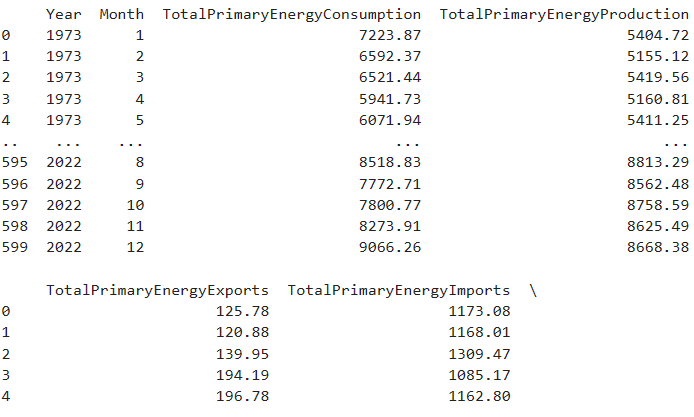 Year Month TotalPrimaryEnergyConsumption TotalPrimaryEnergyProduction
0 1973 1 7223.87 5404.72
1 1973 2 6592.37 5155.12
2 1973 3 6521.44 5419.56
3 1973 4 5941.73 5160.81
4 1973 5 6071.94 5411.25
.. ... ... ... ...
595 2022 8 8518.83 8813.29
596 2022 9 7772.71 8562.48
597 2022 10 7800.77 8758.59
598 2022 11 8273.91 8625.49
599 2022 12 9066.26 8668.38
TotalPrimaryEnergyExports TotalPrimaryEnergyImports \
0 125.78 1173.08
1 120.88 1168.01
2 139.95 1309.47
3 194.19 1085.17
4 196.78 1162.80